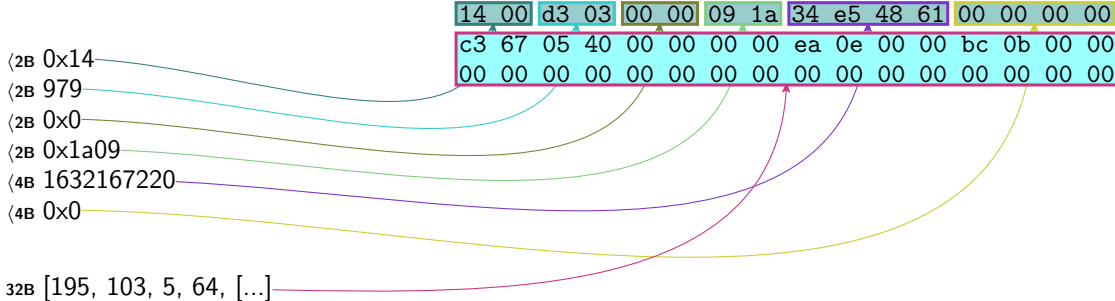 14 00 d3 03 00 00 09 1a 34 e5 48 61 00 00 00 00
c3 67 05 40 00 00 00 00 ea 0e 00 00 bc 0b 00 00
00 00 00 00 00 00 00 00 00 00 00 00 00 00 00 00
⟨2B 0x14
⟨2B 979
⟨2B 0x0
⟨2B 0x1a09
⟨4B 1632167220
⟨4B 0x0
32B [195, 103, 5, 64, [...]